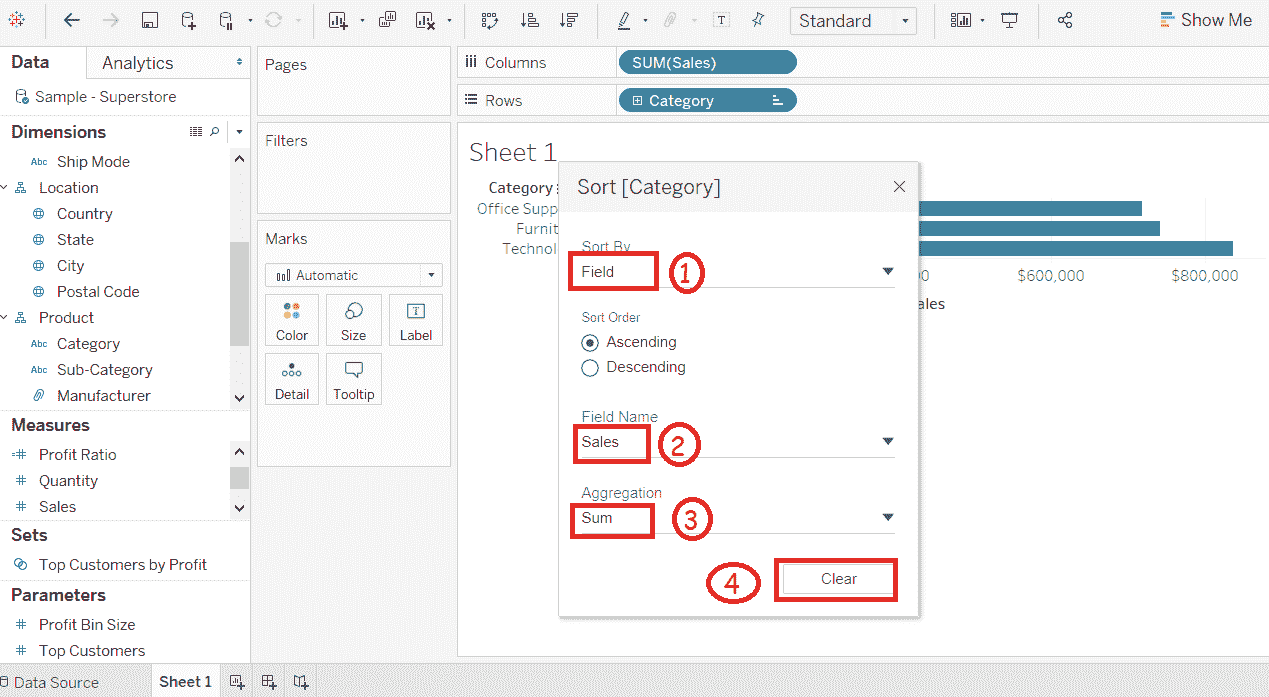 Standard
Show Me
Data
Analytics
Sample - Superstore
Dimensions
Abc Ship Mode
Location
Country
State
City
Postal Code
Product
Abc Category
Abc Sub-Category
Manufacturer
Measures
Profit Ratio
Quantity
Sales
Sets
Top Customers by Profit
Parameters
Profit Bin Size
Top Customers
Pages
Filters
Marks
Automatic
Color
Size
Label
Detail
Tooltip
Columns
SUM(Sales)
Rows
Category
Sheet 1
Category
Office Supp
Furnit
Technol
Sort [Category]
Sort By
Field
1
Sort Order
Ascending
Descending
Field Name
Sales
2
Aggregation
Sum
3
4
Clear
0
$600,000
$800,000
ales
Data Source
Sheet 1